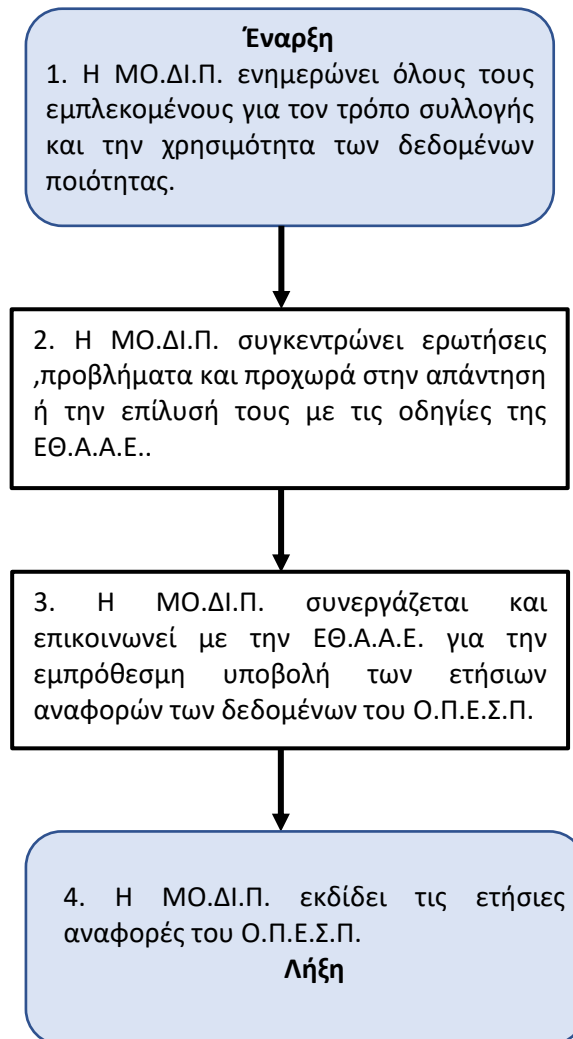 Έναρξη
1. Η ΜΟ.ΔΙ.Π. ενημερώνει όλους τους
εμπλεκομένους για τον τρόπο συλλογής
και την χρησιμότητα των δεδομένων
ποιότητας.
2. Η ΜΟ.ΔΙ.Π. συγκεντρώνει ερωτήσεις
,προβλήματα και προχωρά στην απάντηση
ή την επίλυσή τους με τις οδηγίες της
ΕΘ.Α.Α.Ε..
3. Η ΜΟ.ΔΙ.Π. συνεργάζεται και
επικοινωνεί με την ΕΘ.Α.Α.Ε. για την
εμπρόθεσμη υποβολή των ετήσιων
αναφορών των δεδομένων του Ο.Π.Ε.Σ.Π.
4. Η ΜΟ.ΔΙ.Π. εκδίδει τις ετήσιες
αναφορές του Ο.Π.Ε.Σ.Π.
Λήξη